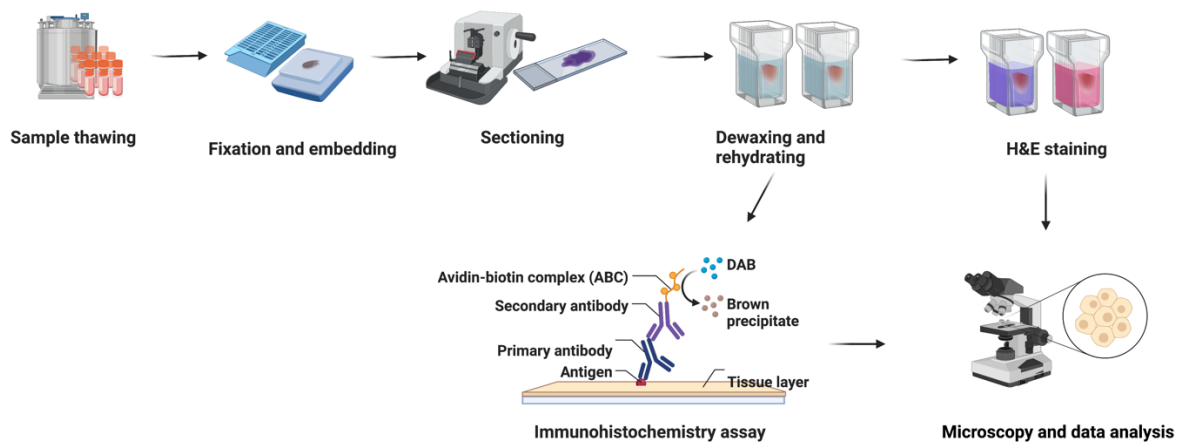 Sample thawing
Fixation and embedding
Sectioning
Dewaxing and
rehydrating
H&E staining
Avidin-biotin complex (ABC)
DAB
Secondary antibody
Brown
precipitate
Primary antibody
Antigen
Tissue layer
Immunohistochemistry assay
Microscopy and data analysis